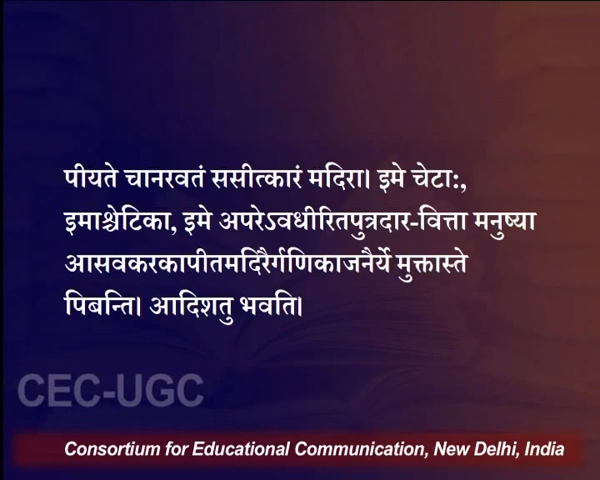 पीयते चानरवतं ससीत्कारं मदिरा। इमे चेटाः,
इमाश्चेटिका, इमे अपरेऽवधीरितपुत्रदार-वित्ता मनुष्या
आसवकरकापीतमदिरैर्गणिकाजनैर्ये मुक्तास्ते
पिबन्ति। आदिशतु भवति।
CEC-UGC
Consortium for Educational Communication, New Delhi, India